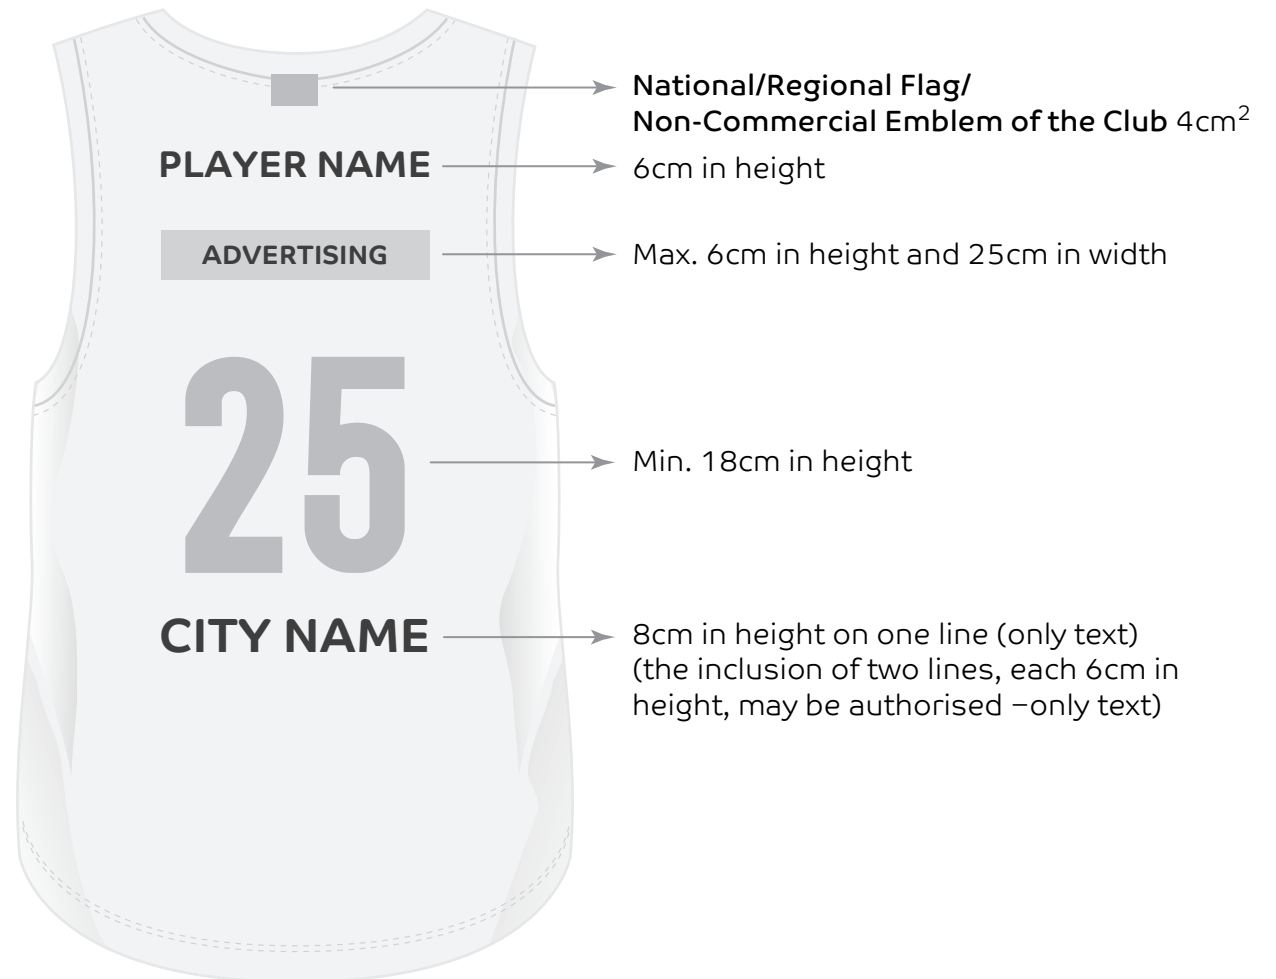 National/Regional Flag/
Non-Commercial Emblem of the Club 4cm²
PLAYER NAME
6cm in height
ADVERTISING
Max. 6cm in height and 25cm in width
25
Min. 18cm in height
CITY NAME
8cm in height on one line (only text)
(the inclusion of two lines, each 6cm in
height, may be authorised –only text)